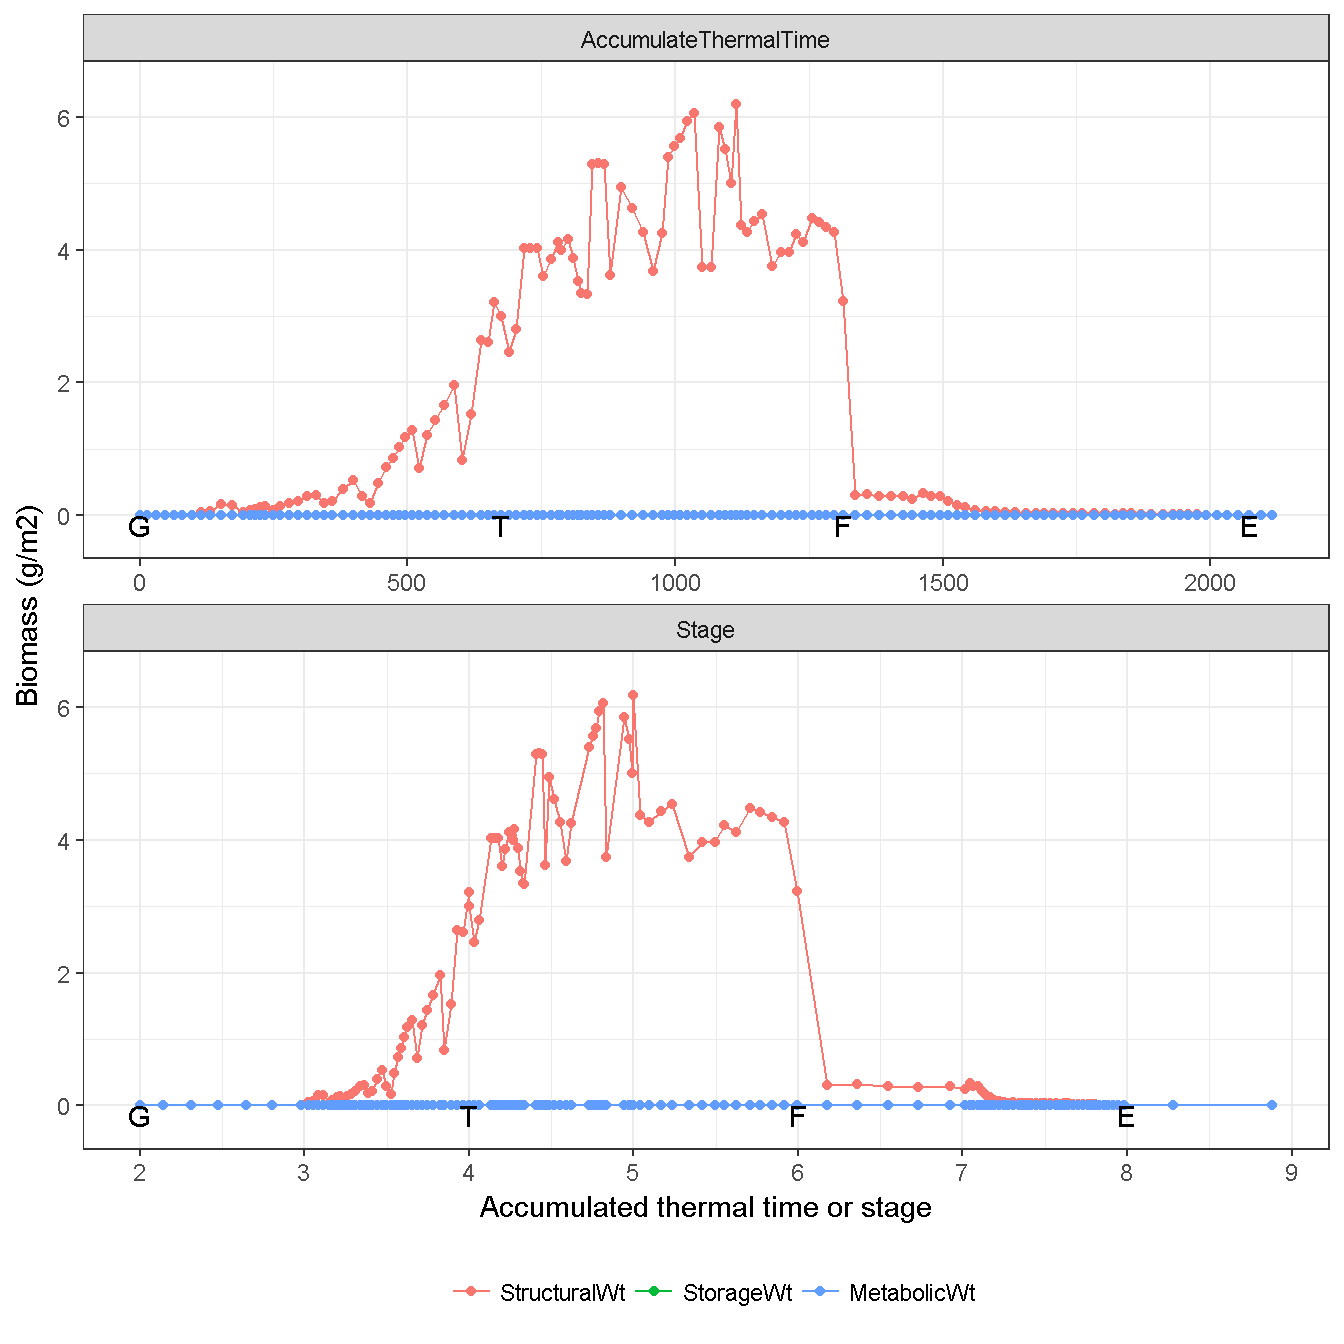 AccumulateThermalTime
6
4
2
0
G T F E
0 500 1000 1500 2000
Biomass (g/m2)
Stage
6
4
2
0
G T F E
2 3 4 5 6 7 8 9
Accumulated thermal time or stage
StructuralWt StorageWt MetabolicWt